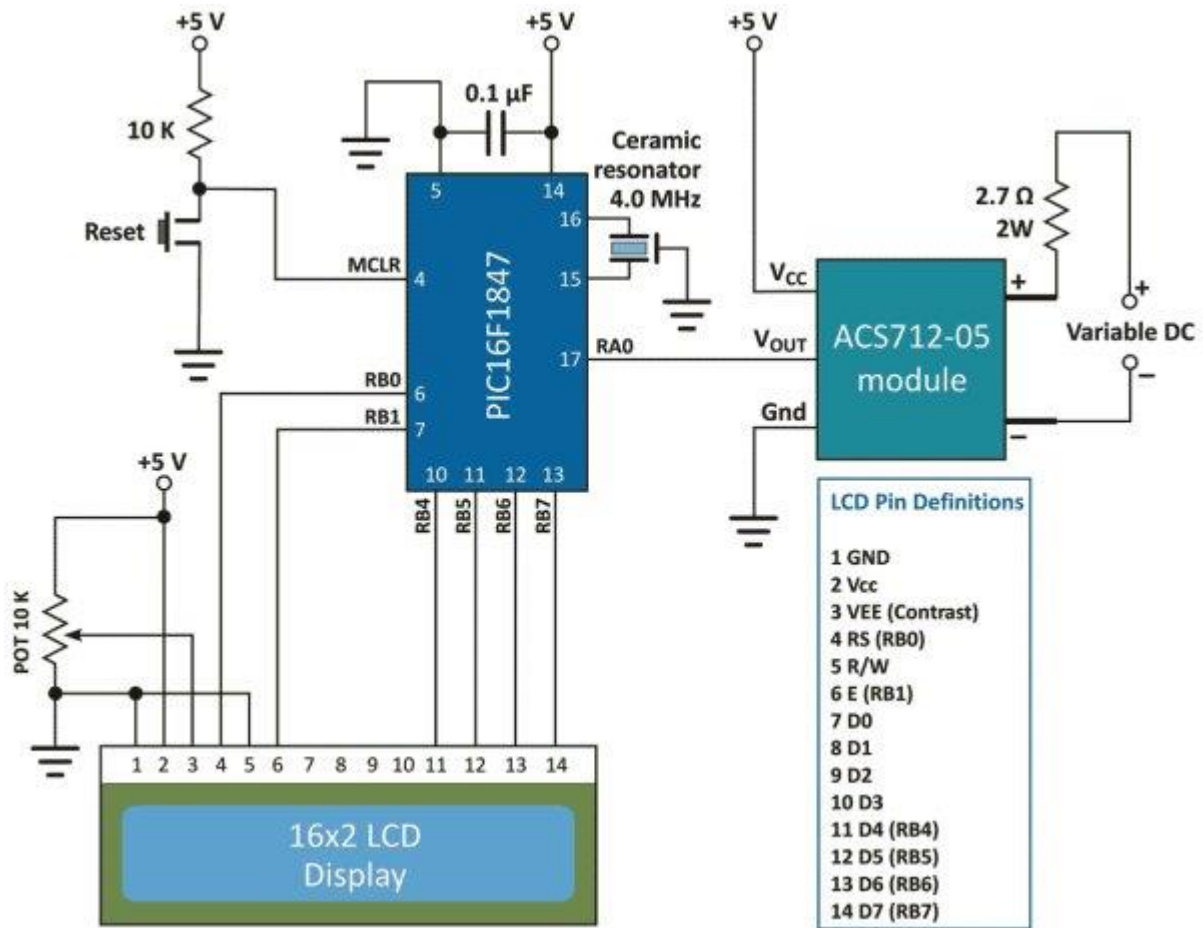 +5 V
+5 V
+5 V
10 K
0.1 µF
Ceramic
resonator
4.0 MHz
Reset
MCLR
5
14
16
15
4
17
6
7
10
11
12
13
PIC16F1847
RA0
RB0
RB1
RB4
RB5
RB6
RB7
2.7 Ω
2W
VCC
VOUT
Gnd
ACS712-05
module
+
−
+
Variable DC
−
+5 V
POT 10 K
1 2 3 4 5 6 7 8 9 10 11 12 13 14
16x2 LCD
Display
LCD Pin Definitions
1 GND
2 Vcc
3 VEE (Contrast)
4 RS (RB0)
5 R/W
6 E (RB1)
7 D0
8 D1
9 D2
10 D3
11 D4 (RB4)
12 D5 (RB5)
13 D6 (RB6)
14 D7 (RB7)